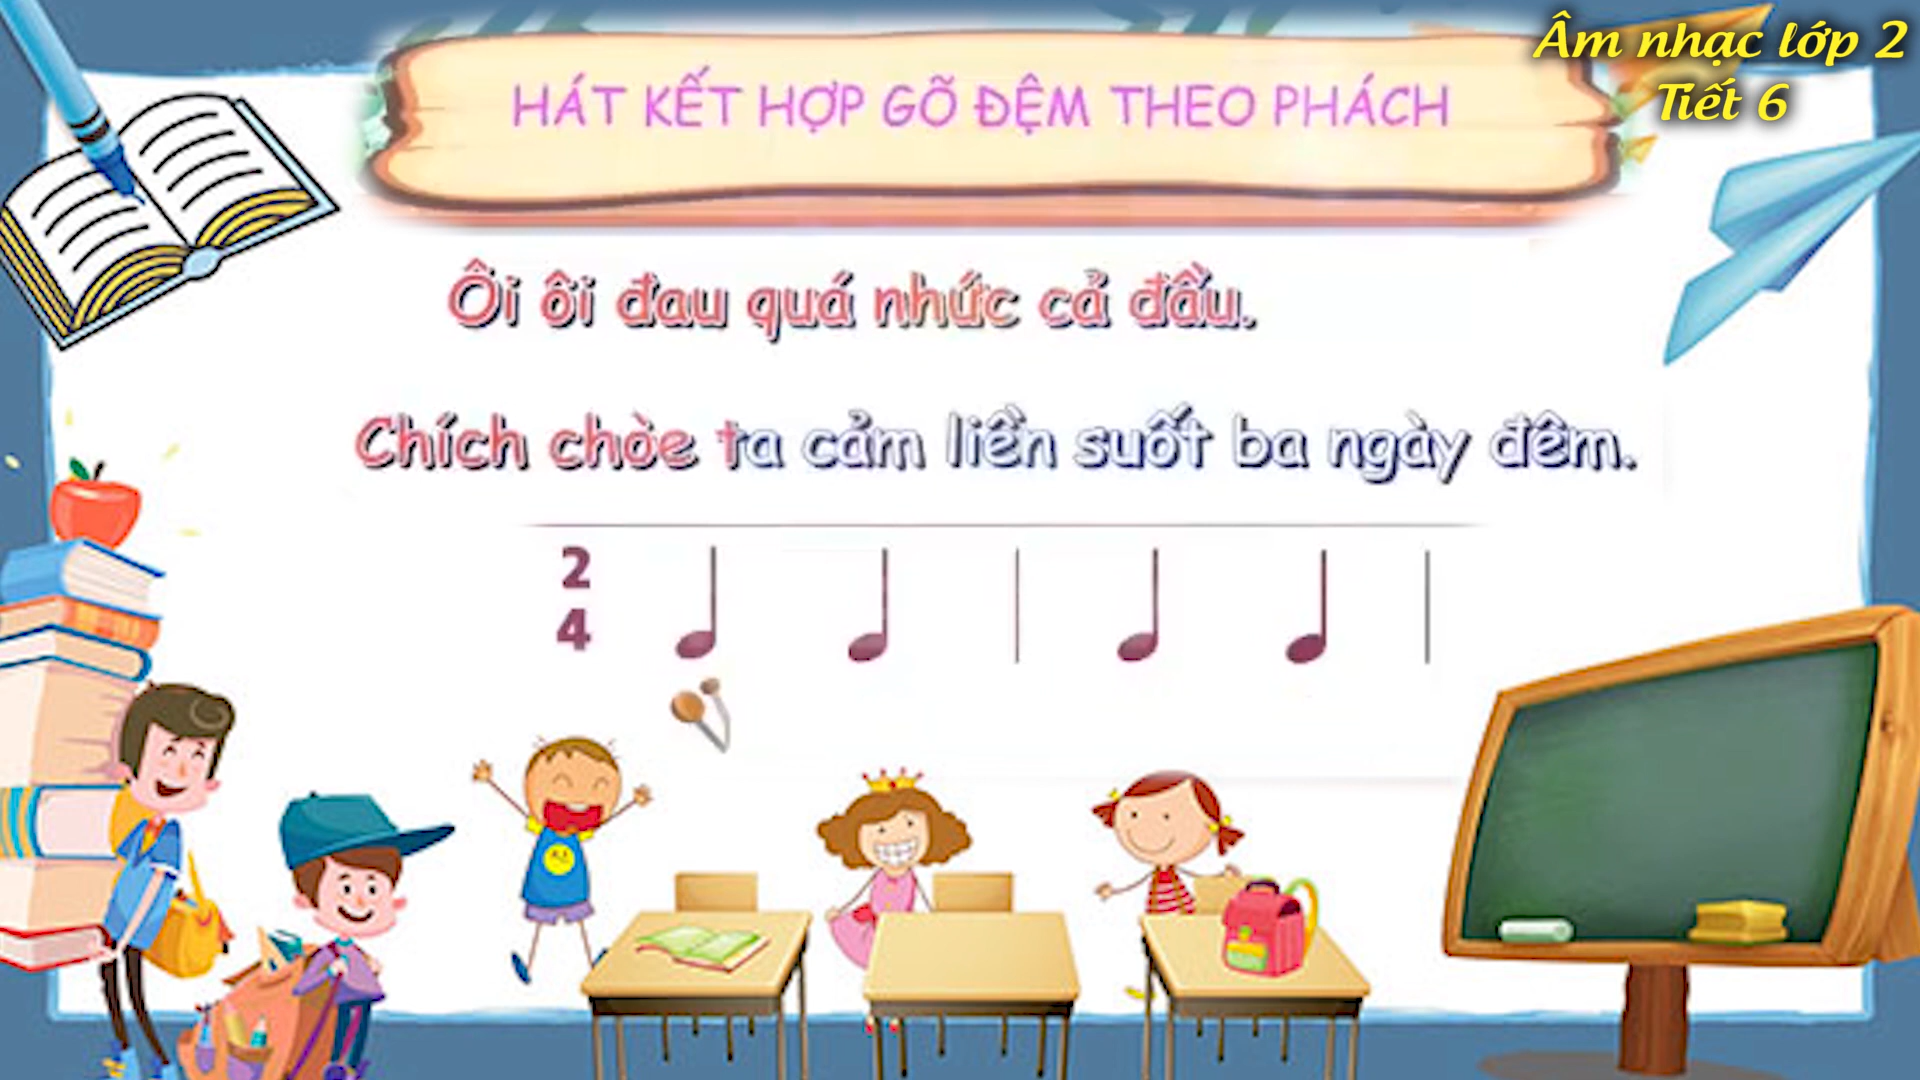 Âm nhạc lớp 2
Tiết 6
HÁT KẾT HỢP GÕ ĐỆM THEO PHÁCH
Ôi ôi đau quá nhức cả đầu.
Chích chòe ta cảm liền suốt ba ngày đêm.
2
4